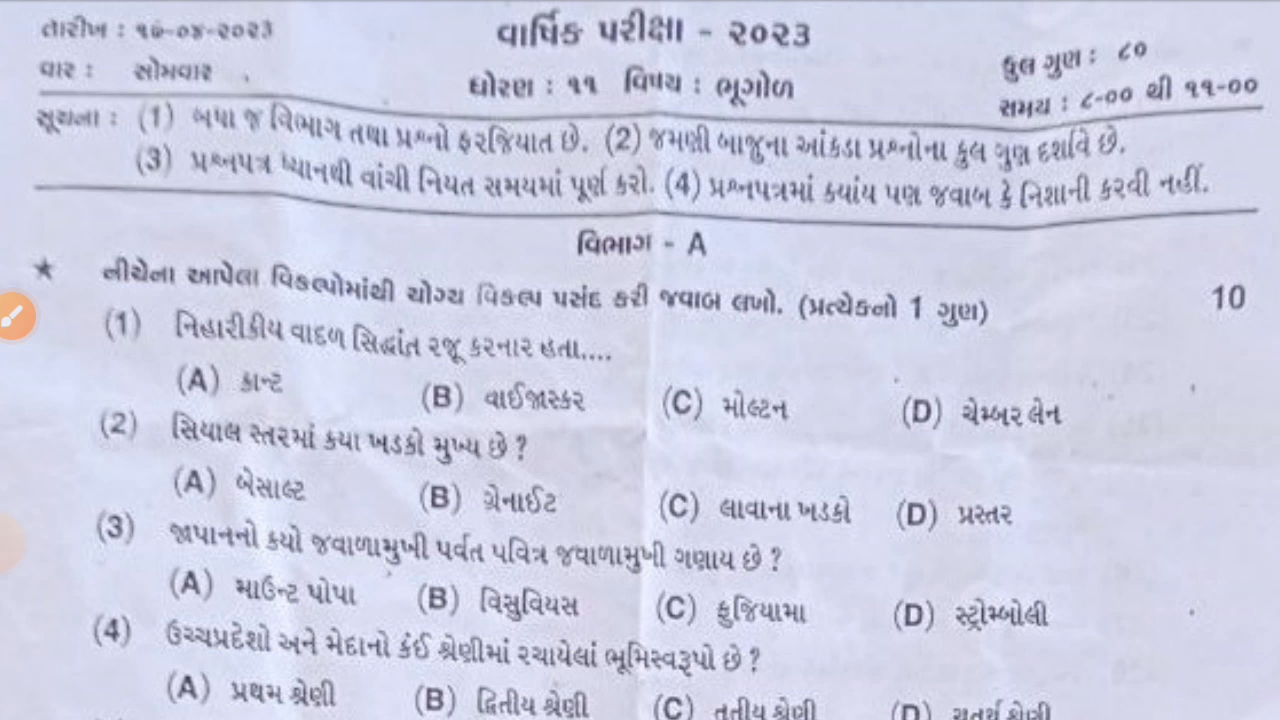 તારીખ : ૧૭-૦૪-૨૦૨૩
વાર : સોમવાર
વાર્ષિક પરીક્ષા - ૨૦૨૩
ધોરણ : ૧૧ વિષય : ભૂગોળ
કુલ ગુણ : ૮૦
સમય : ૮-૦૦ થી ૧૧-૦૦
સૂચના : (1) બધા જ વિભાગ તથા પ્રશ્નો ફરજિયાત છે. (2) જમણી બાજુના આંકડા પ્રશ્નોના કુલ ગુણ દર્શાવે છે.
(3) પ્રશ્નપત્ર ધ્યાનથી વાંચી નિયત સમયમાં પૂર્ણ કરો. (4) પ્રશ્નપત્રમાં કયાંય પણ જવાબ કે નિશાની કરવી નહીં.
વિભાગ - A
★ નીચેના આપેલા વિકલ્પોમાંથી યોગ્ય વિકલ્પ પસંદ કરી જવાબ લખો. (પ્રત્યેકનો 1 ગુણ) 10
(1) નિહારીકીય વાદળ સિદ્ધાંત રજૂ કરનાર હતા....
(A) કાન્ટ (B) વાઈજાસ્કર (C) મોલ્ટન (D) ચેમ્બર લેન
(2) સિયાલ સ્તરમાં કયા ખડકો મુખ્ય છે ?
(A) બેસાલ્ટ (B) ગ્રેનાઈટ (C) લાવાના ખડકો (D) પ્રસ્તર
(3) જાપાનનો કયો જવાળામુખી પર્વત પવિત્ર જવાળામુખી ગણાય છે ?
(A) માઉન્ટ પોપા (B) વિસુવિયસ (C) ફુજિયામા (D) સ્ટ્રોમ્બોલી
(4) ઉચ્ચપ્રદેશો અને મેદાનો કંઈ શ્રેણીમાં રચાયેલાં ભૂમિસ્વરૂપો છે ?
(A) પ્રથમ શ્રેણી (B) દ્વિતીય શ્રેણી (C) તૃતીય શ્રેણી (D) ચતુર્થ શ્રેણી